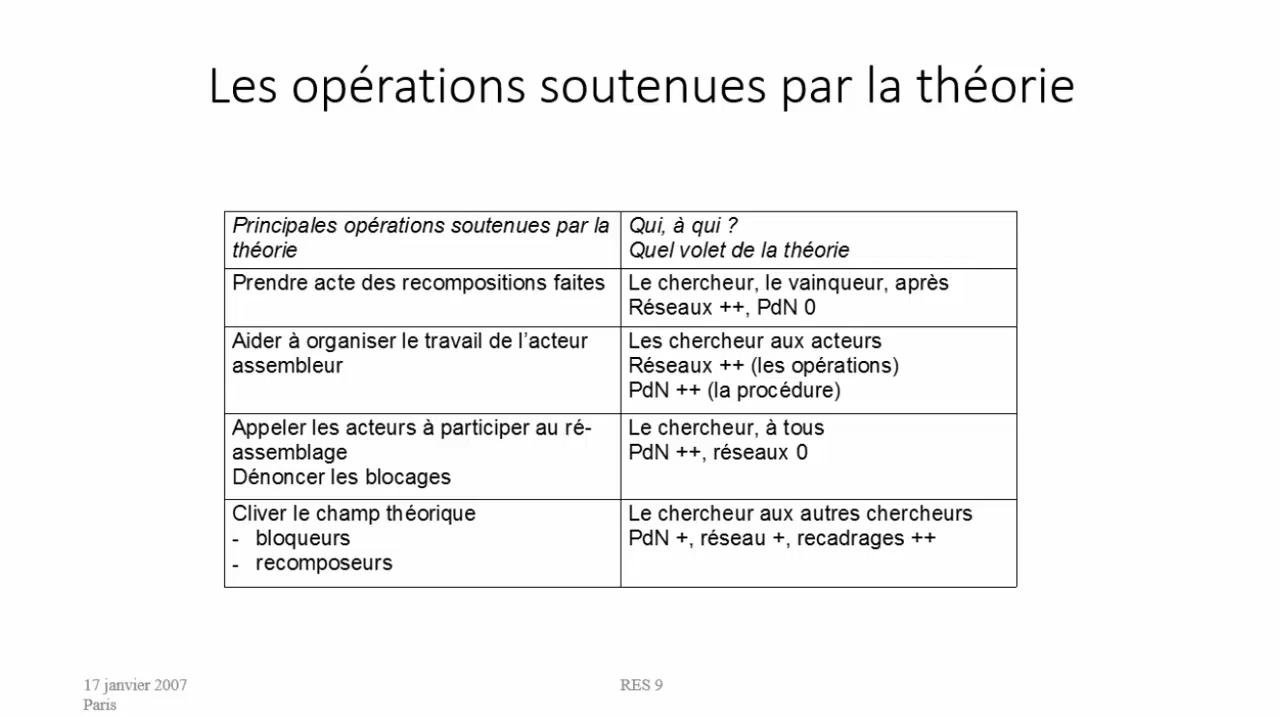 Les opérations soutenues par la théorie
Principales opérations soutenues par la
théorie
Qui, à qui ?
Quel volet de la théorie
Prendre acte des recompositions faites
Le chercheur, le vainqueur, après
Réseaux ++, PdN 0
Aider à organiser le travail de l’acteur
assembleur
Les chercheur aux acteurs
Réseaux ++ (les opérations)
PdN ++ (la procédure)
Appeler les acteurs à participer au ré-
assemblage
Dénoncer les blocages
Le chercheur, à tous
PdN ++, réseaux 0
Cliver le champ théorique
- bloqueurs
- recomposeurs
Le chercheur aux autres chercheurs
PdN +, réseau +, recadrages ++
17 janvier 2007
Paris
RES 9